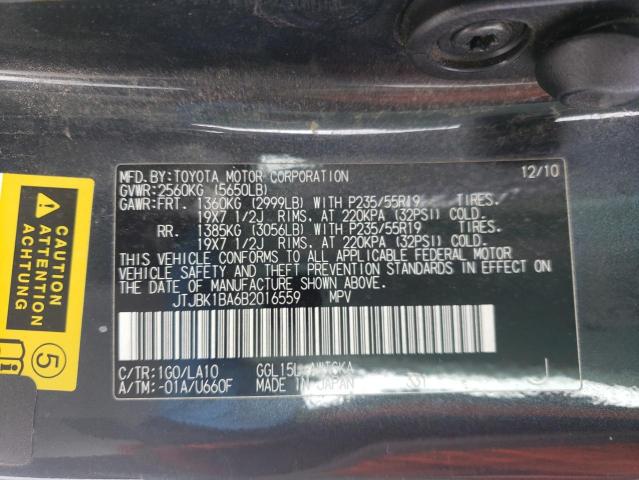 MFD. BY: TOYOTA MOTOR CORPORATION 12/10
GVWR: 2560KG (5650LB)
GAWR: FRT. 1360KG (2999LB) WITH P235/55R19 TIRES.
19X7 1/2J RIMS. AT 220KPA (32PSI) COLD.
RR. 1385KG (3056LB) WITH P235/55R19 TIRES.
19X7 1/2J RIMS. AT 220KPA (32PSI) COLD.
THIS VEHICLE CONFORMS TO ALL APPLICABLE FEDERAL MOTOR
VEHICLE SAFETY AND THEFT PREVENTION STANDARDS IN EFFECT ON
THE DATE OF MANUFACTURE SHOWN ABOVE.
JTJBK1BA6B2016559 MPV
C/TR: 1G0/LA10
A/TM: -01A/U660F MADE IN JAPAN
J
CAUTION
ATTENTION
ACHTUNG
5